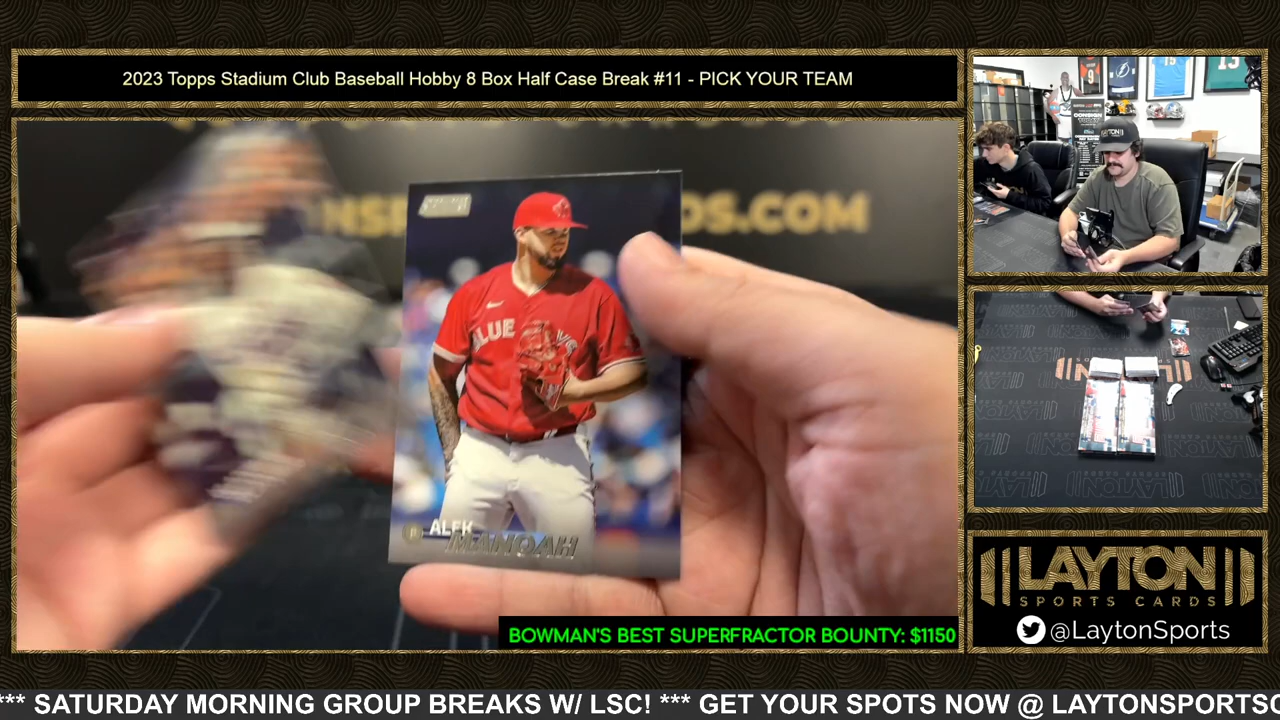 2023 Topps Stadium Club Baseball Hobby 8 Box Half Case Break #11 - PICK YOUR TEAM
BLUE
ALEK
MANOAH
BOWMAN'S BEST SUPERFRACTOR BOUNTY: $1150
LAYTON
SPORTS CARDS
@LaytonSports
*** SATURDAY MORNING GROUP BREAKS W/ LSC! *** GET YOUR SPOTS NOW @ LAYTONSPORTSC